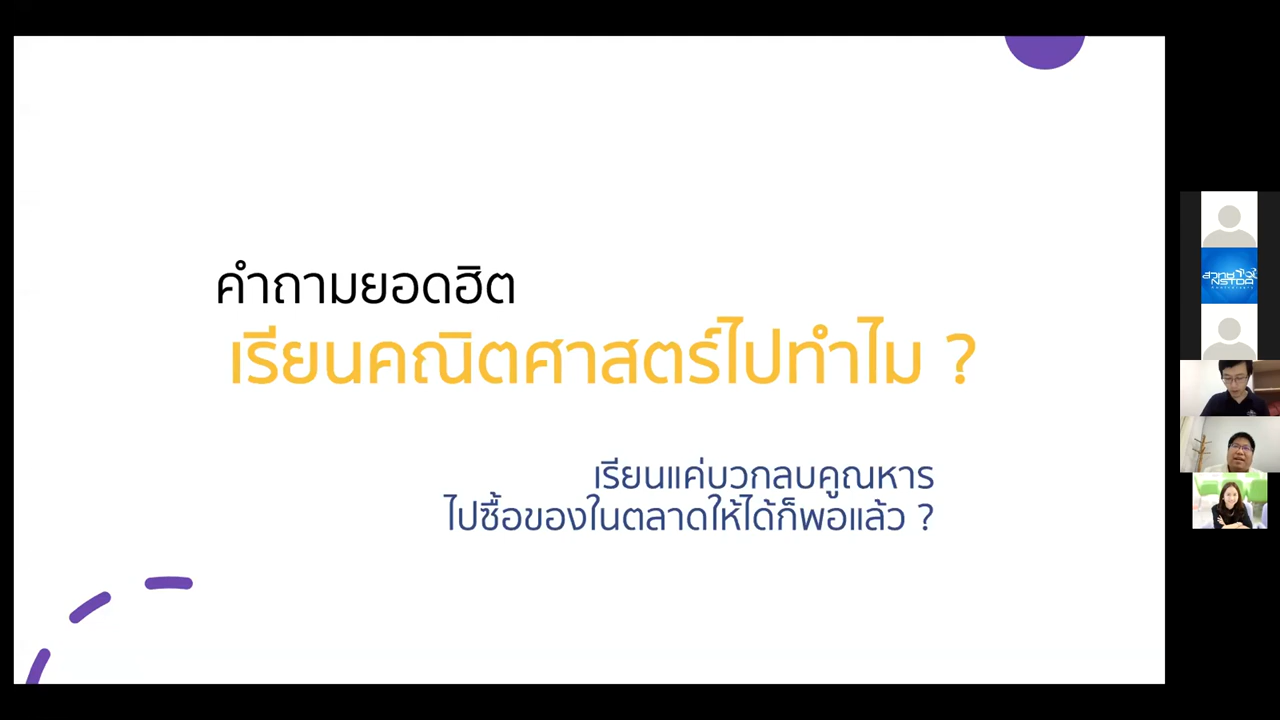 คำถามยอดฮิต
เรียนคณิตศาสตร์ไปทำไม ?
เรียนแค่บวกลบคูณหาร
ไปซื้อของในตลาดให้ได้ก็พอแล้ว ?
NSTDA